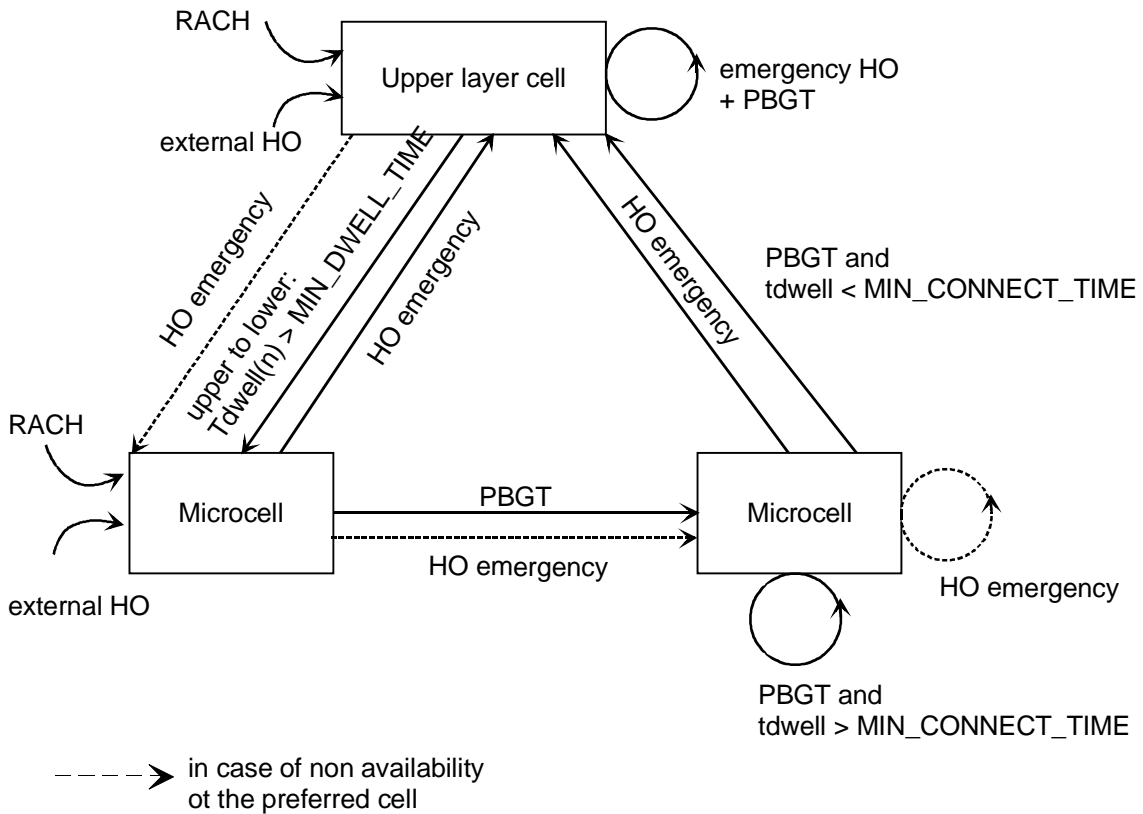 RACH
Upper layer cell
emergency HO
+ PBGT
external HO
HO emergency
upper to lower:
Tdwell(n) > MIN_DWELL_TIME
HO emergency
HO emergency
PBGT and
tdwell < MIN_CONNECT_TIME
RACH
Microcell
PBGT
Microcell
HO emergency
HO emergency
external HO
PBGT and
tdwell > MIN_CONNECT_TIME
in case of non availability
ot the preferred cell